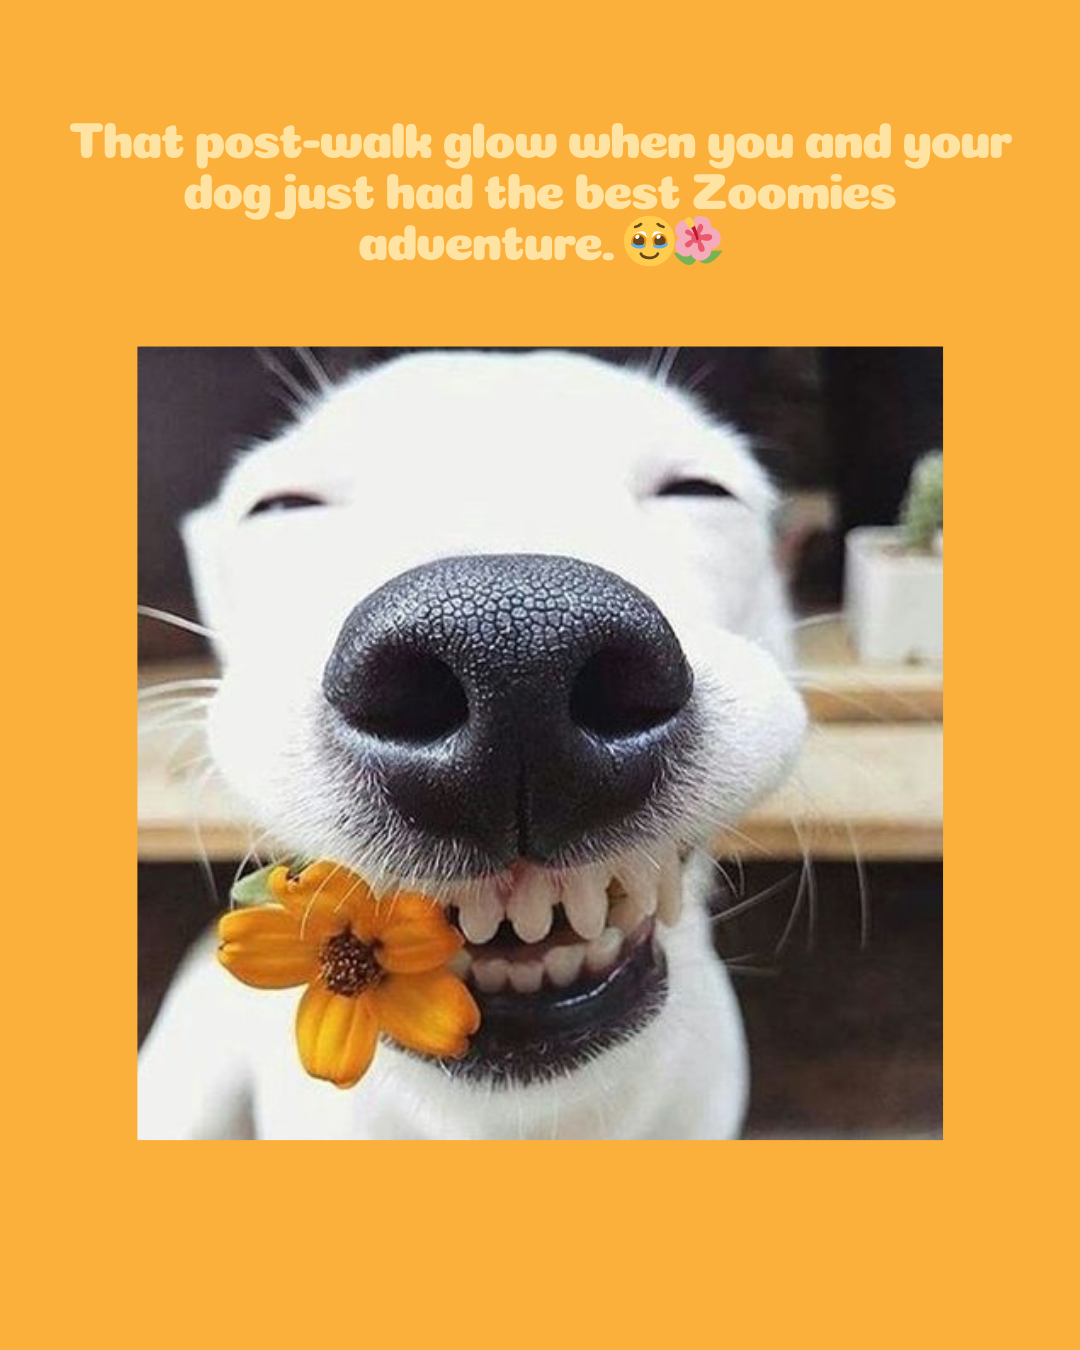 That post-walk glow when you and your
dog just had the best Zoomies
adventure. 🥹🌺